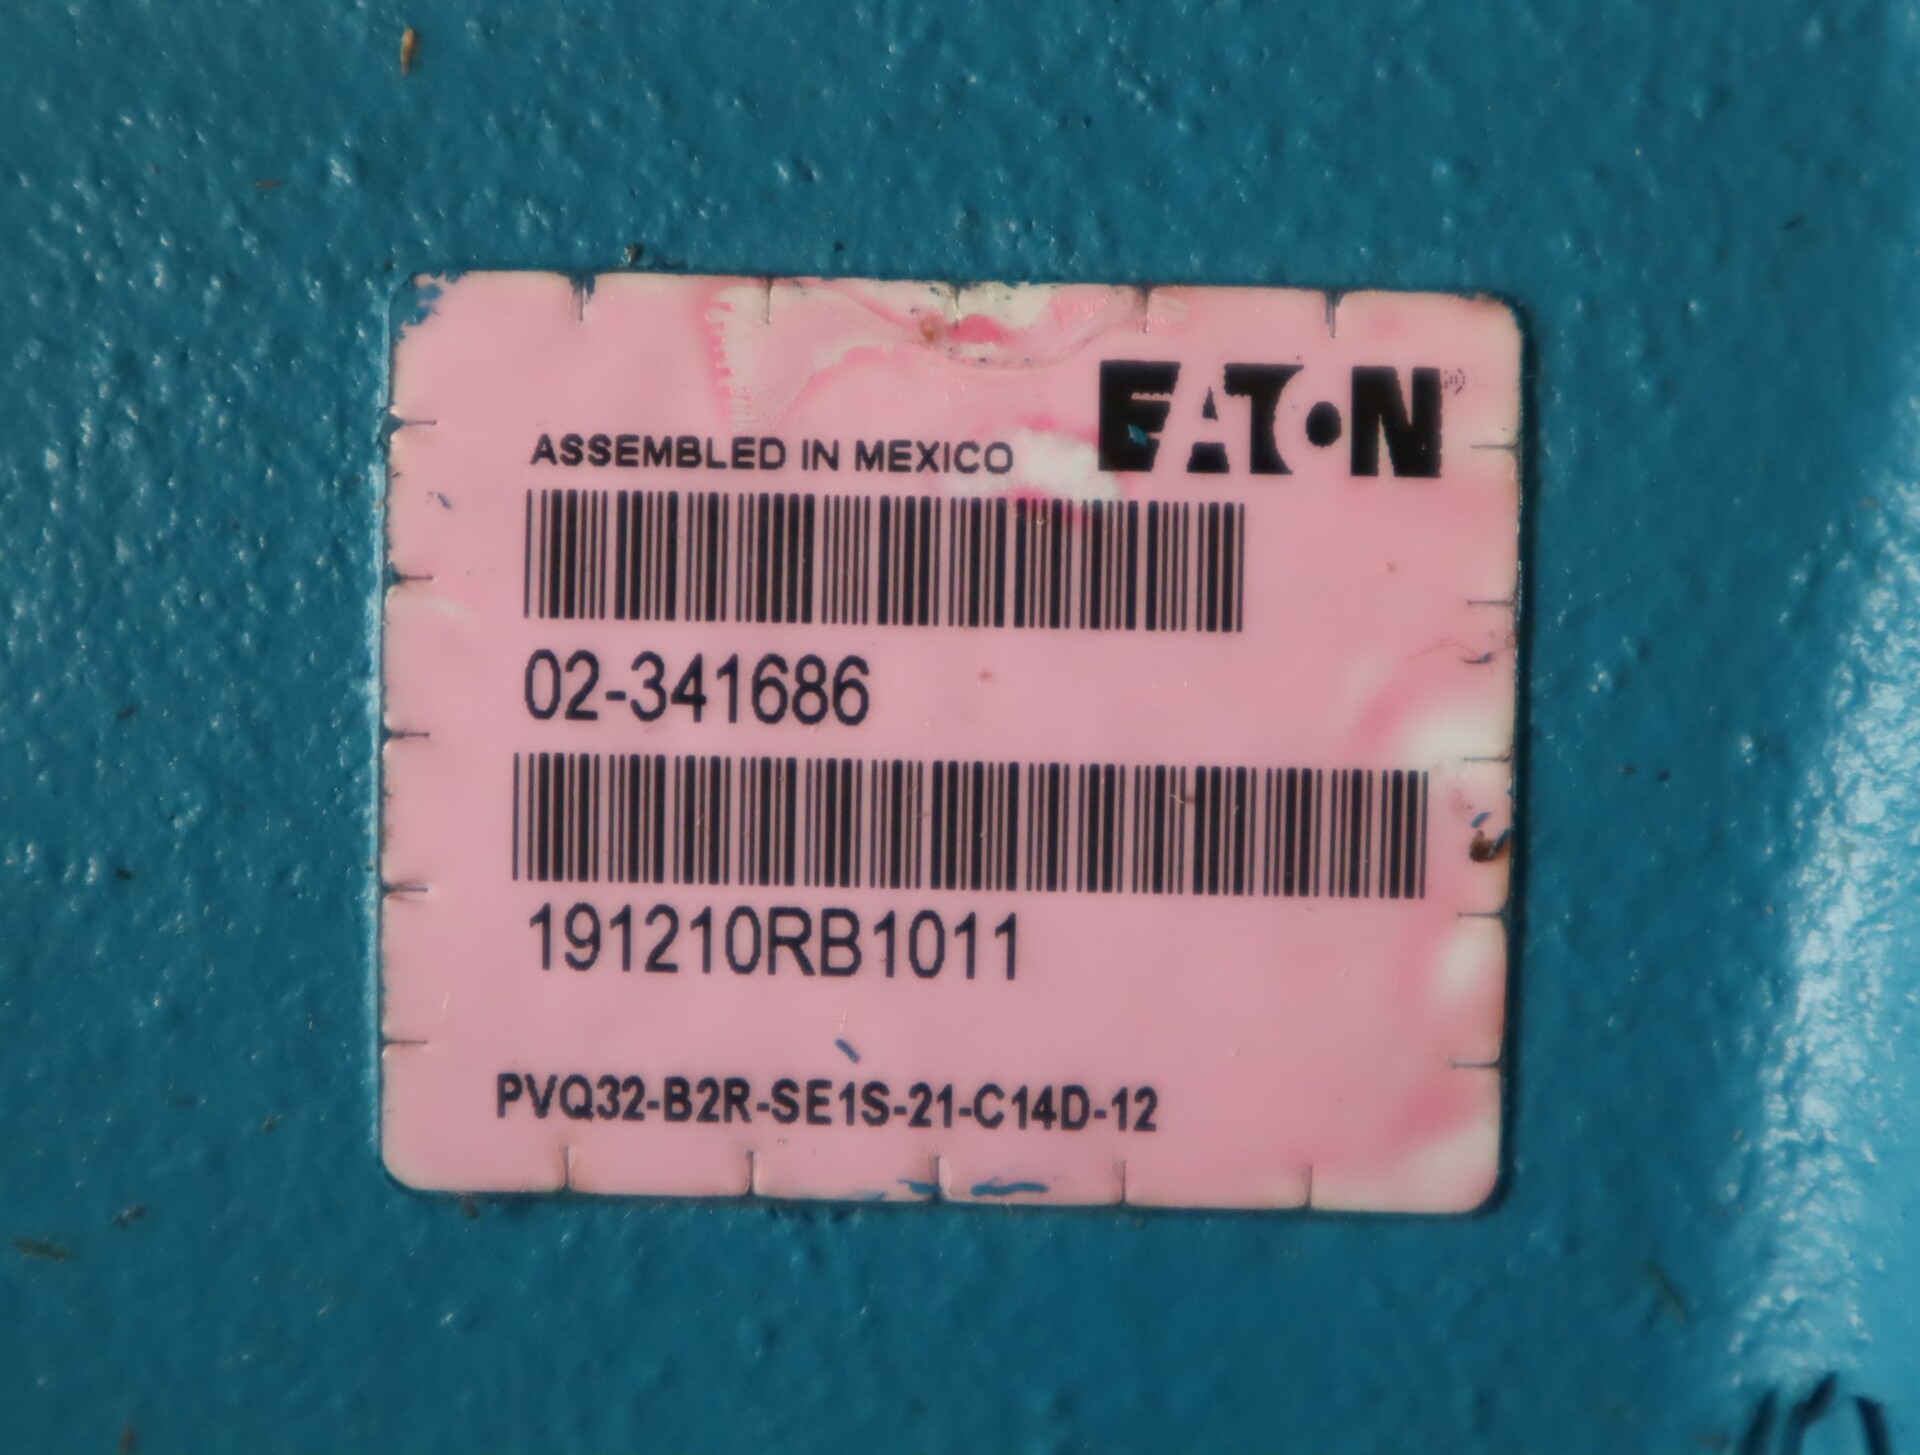 EATON
ASSEMBLED IN MEXICO
02-341686
191210RB1011
PVQ32-B2R-SE1S-21-C14D-12